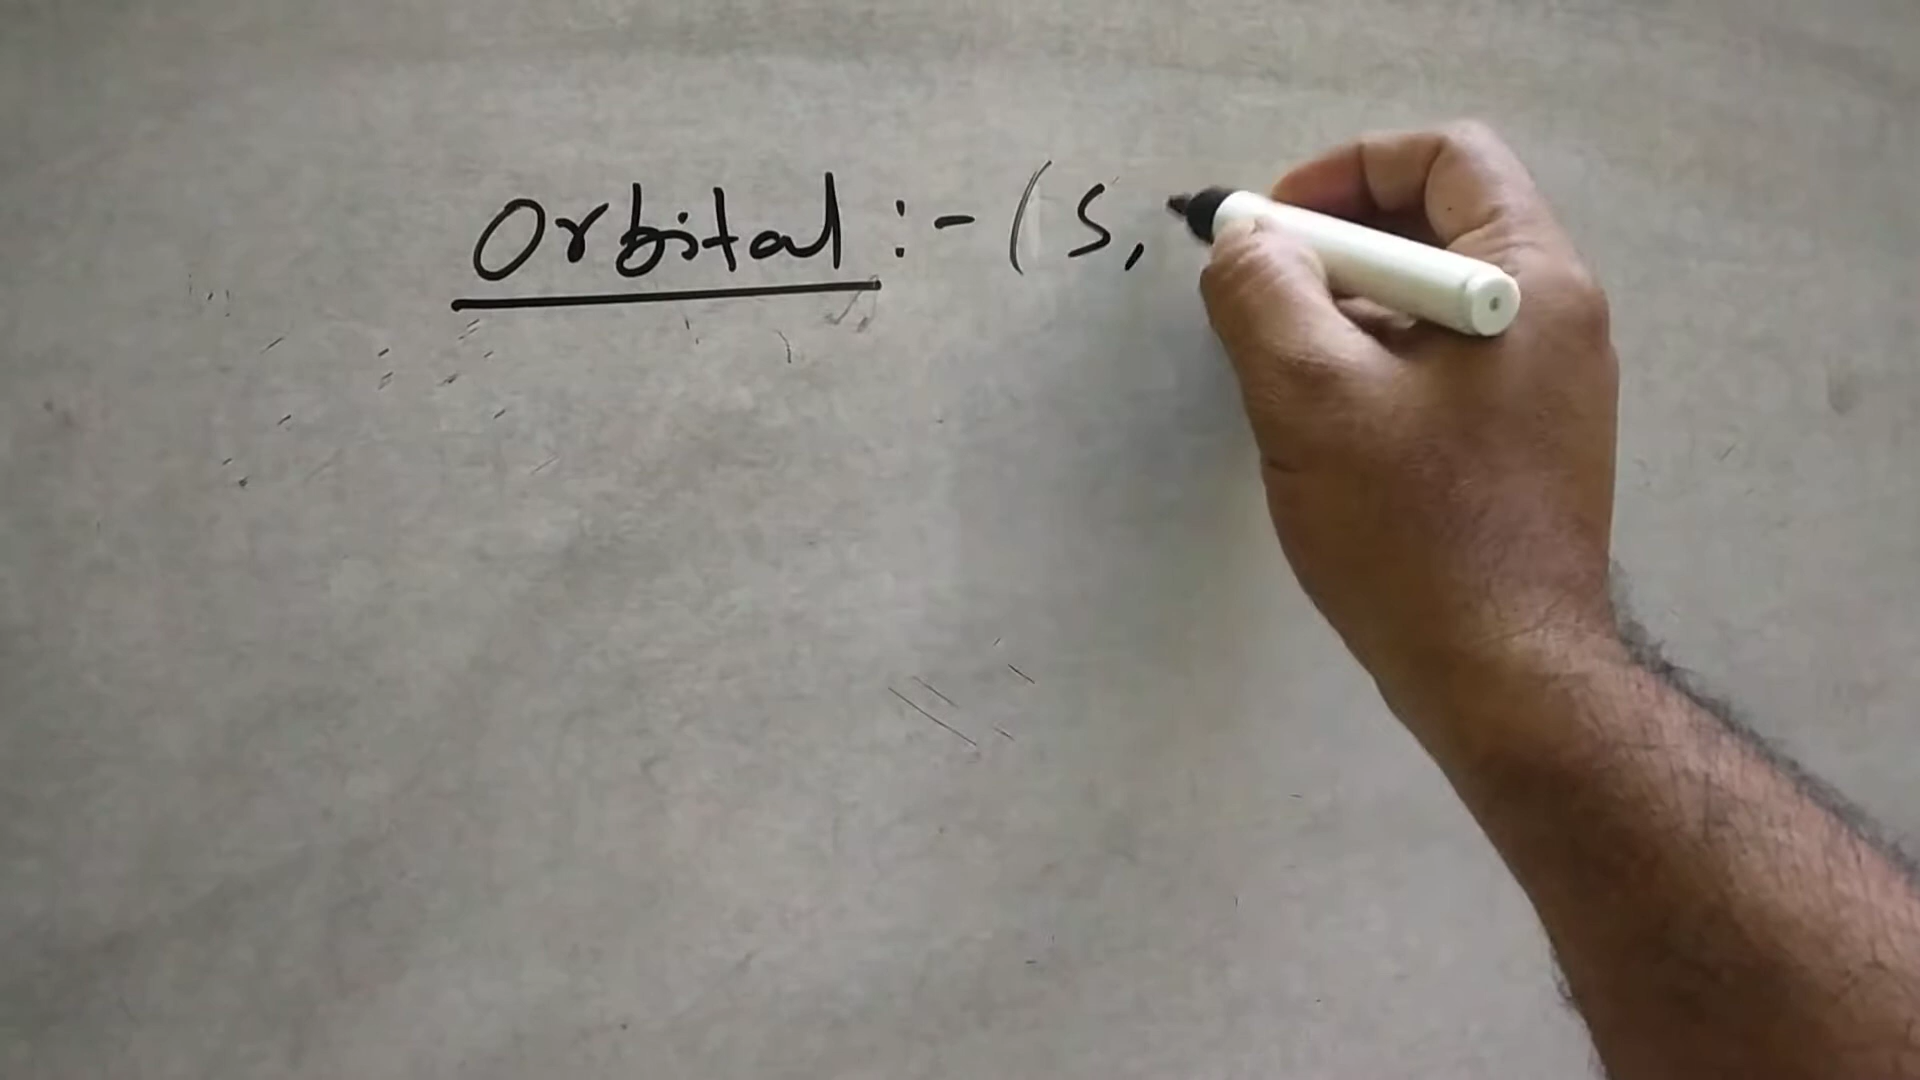 Orbital :- ( S,